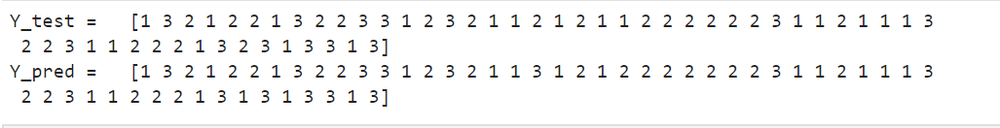 Y_test =   [1 3 2 1 2 2 1 3 2 2 3 3 1 2 3 2 1 1 2 1 2 1 1 2 2 2 2 2 2 2 3 1 1 2 1 1 1 3
 2 2 3 1 1 2 2 2 1 3 2 3 1 3 3 1 3]
Y_pred =   [1 3 2 1 2 2 1 3 2 2 3 3 1 2 3 2 1 1 3 1 2 1 2 2 2 2 2 2 2 2 3 1 1 2 1 1 1 3
 2 2 3 1 1 2 2 2 1 3 1 3 1 3 3 1 3]